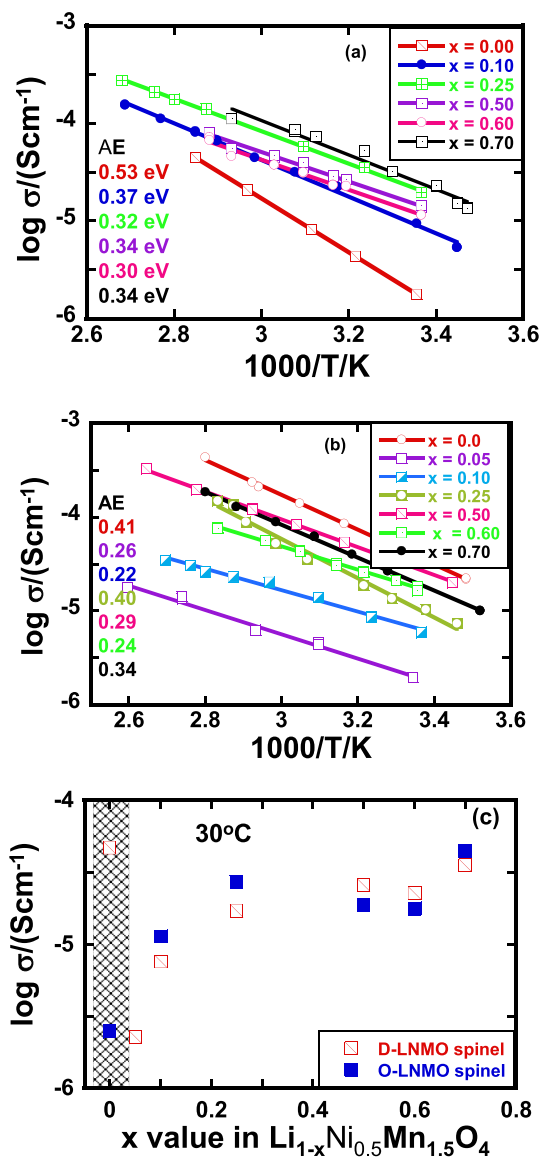 -3
(a)
x = 0.00
x = 0.10
x = 0.25
x = 0.50
x = 0.60
x = 0.70
-4
AE
0.53 eV
0.37 eV
0.32 eV
0.34 eV
0.30 eV
0.34 eV
-5
-6
log σ/(Scm⁻¹)
2.6 2.8 3 3.2 3.4 3.6
1000/T/K
-3
(b)
x = 0.0
x = 0.05
x = 0.10
x = 0.25
x = 0.50
x = 0.60
x = 0.70
-4
AE
0.41
0.26
0.22
0.40
0.29
0.24
0.34
-5
-6
log σ/(Scm⁻¹)
2.6 2.8 3 3.2 3.4 3.6
1000/T/K
-4
30°C
(c)
-5
D-LNMO spinel
O-LNMO spinel
-6
log σ/(Scm⁻¹)
0 0.2 0.4 0.6 0.8
x value in Li₁₋ₓNi₀.₅Mn₁.₅O₄